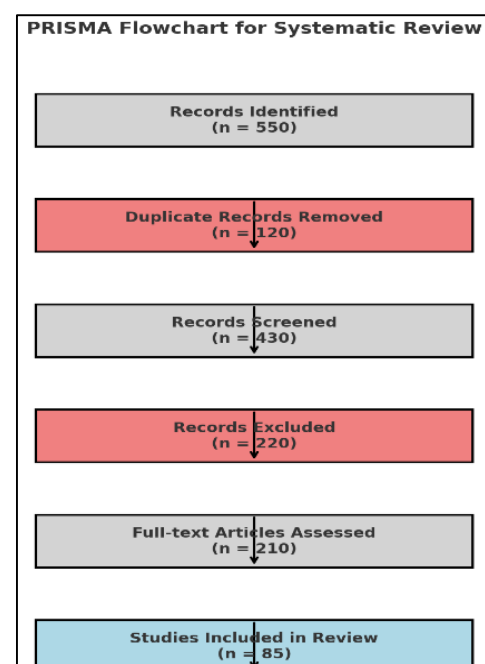 PRISMA Flowchart for Systematic Review
Records Identified
(n = 550)
Duplicate Records Removed
(n = 120)
Records Screened
(n = 430)
Records Excluded
(n = 220)
Full-text Articles Assessed
(n = 210)
Studies Included in Review
(n = 85)